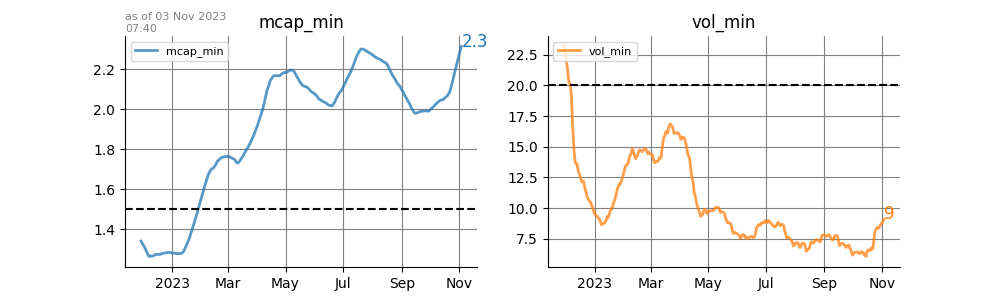 as of 03 Nov 2023
07:40
mcap_min
mcap_min
2.3
2.2
2.0
1.8
1.6
1.4
2023
Mar
May
Jul
Sep
Nov
vol_min
vol_min
22.5
20.0
17.5
15.0
12.5
10.0
7.5
9
2023
Mar
May
Jul
Sep
Nov